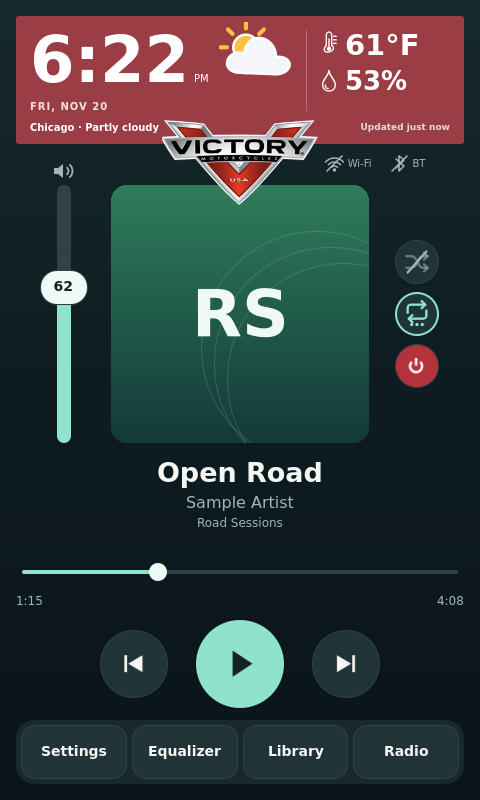 6:22 PM
61°F
53%
FRI, NOV 20
Chicago · Partly cloudy
Updated just now
VICTORY
MOTORCYCLES
USA
Wi-Fi
BT
62
RS
Open Road
Sample Artist
Road Sessions
1:15
4:08
Settings
Equalizer
Library
Radio